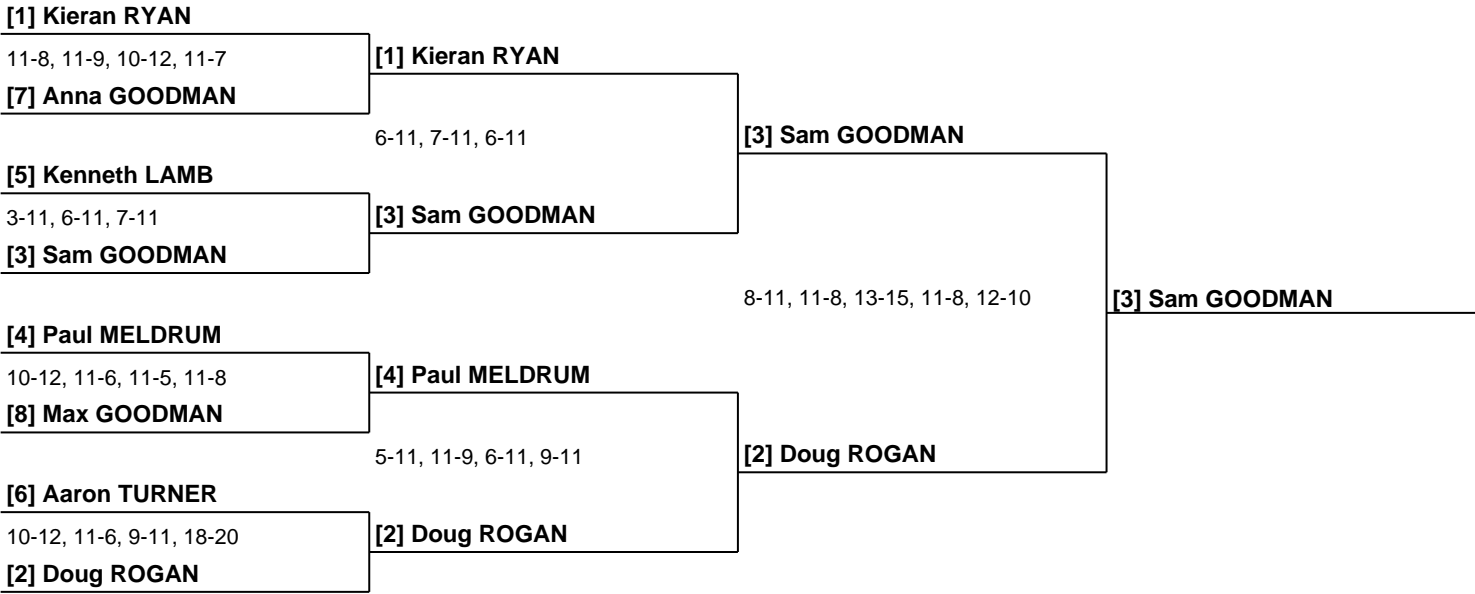 [1] Kieran RYAN
11-8, 11-9, 10-12, 11-7
[7] Anna GOODMAN
[1] Kieran RYAN
6-11, 7-11, 6-11
[5] Kenneth LAMB
3-11, 6-11, 7-11
[3] Sam GOODMAN
[3] Sam GOODMAN
[3] Sam GOODMAN
8-11, 11-8, 13-15, 11-8, 12-10
[3] Sam GOODMAN
[4] Paul MELDRUM
10-12, 11-6, 11-5, 11-8
[8] Max GOODMAN
[4] Paul MELDRUM
5-11, 11-9, 6-11, 9-11
[6] Aaron TURNER
10-12, 11-6, 9-11, 18-20
[2] Doug ROGAN
[2] Doug ROGAN
[2] Doug ROGAN